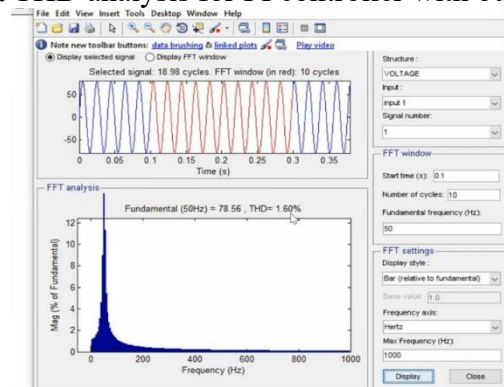 THD analysis for PI controller with
File Edit View Insert Tools Desktop Window Help
Note new toolbar buttons: data brushing & linked plots Play video
Display selected signal Display FFT window
Selected signal: 18.98 cycles. FFT window (in red): 10 cycles
50
0
-50
0 0.05 0.1 0.15 0.2 0.25 0.3 0.35
Time (s)
FFT analysis
Fundamental (50Hz) = 78.56 , THD= 1.60%
12
10
8
6
4
2
0
Mag (% of Fundamental)
0 200 400 600 800 1000
Frequency (Hz)
Structure :
VOLTAGE
Input :
input 1
Signal number:
1
FFT window
Start time (s): 0.1
Number of cycles: 10
Fundamental frequency (Hz):
50
FFT settings
Display style :
Bar (relative to fundamental)
Base value: 1.0
Frequency axis:
Hertz
Max Frequency (Hz):
1000
Display Close